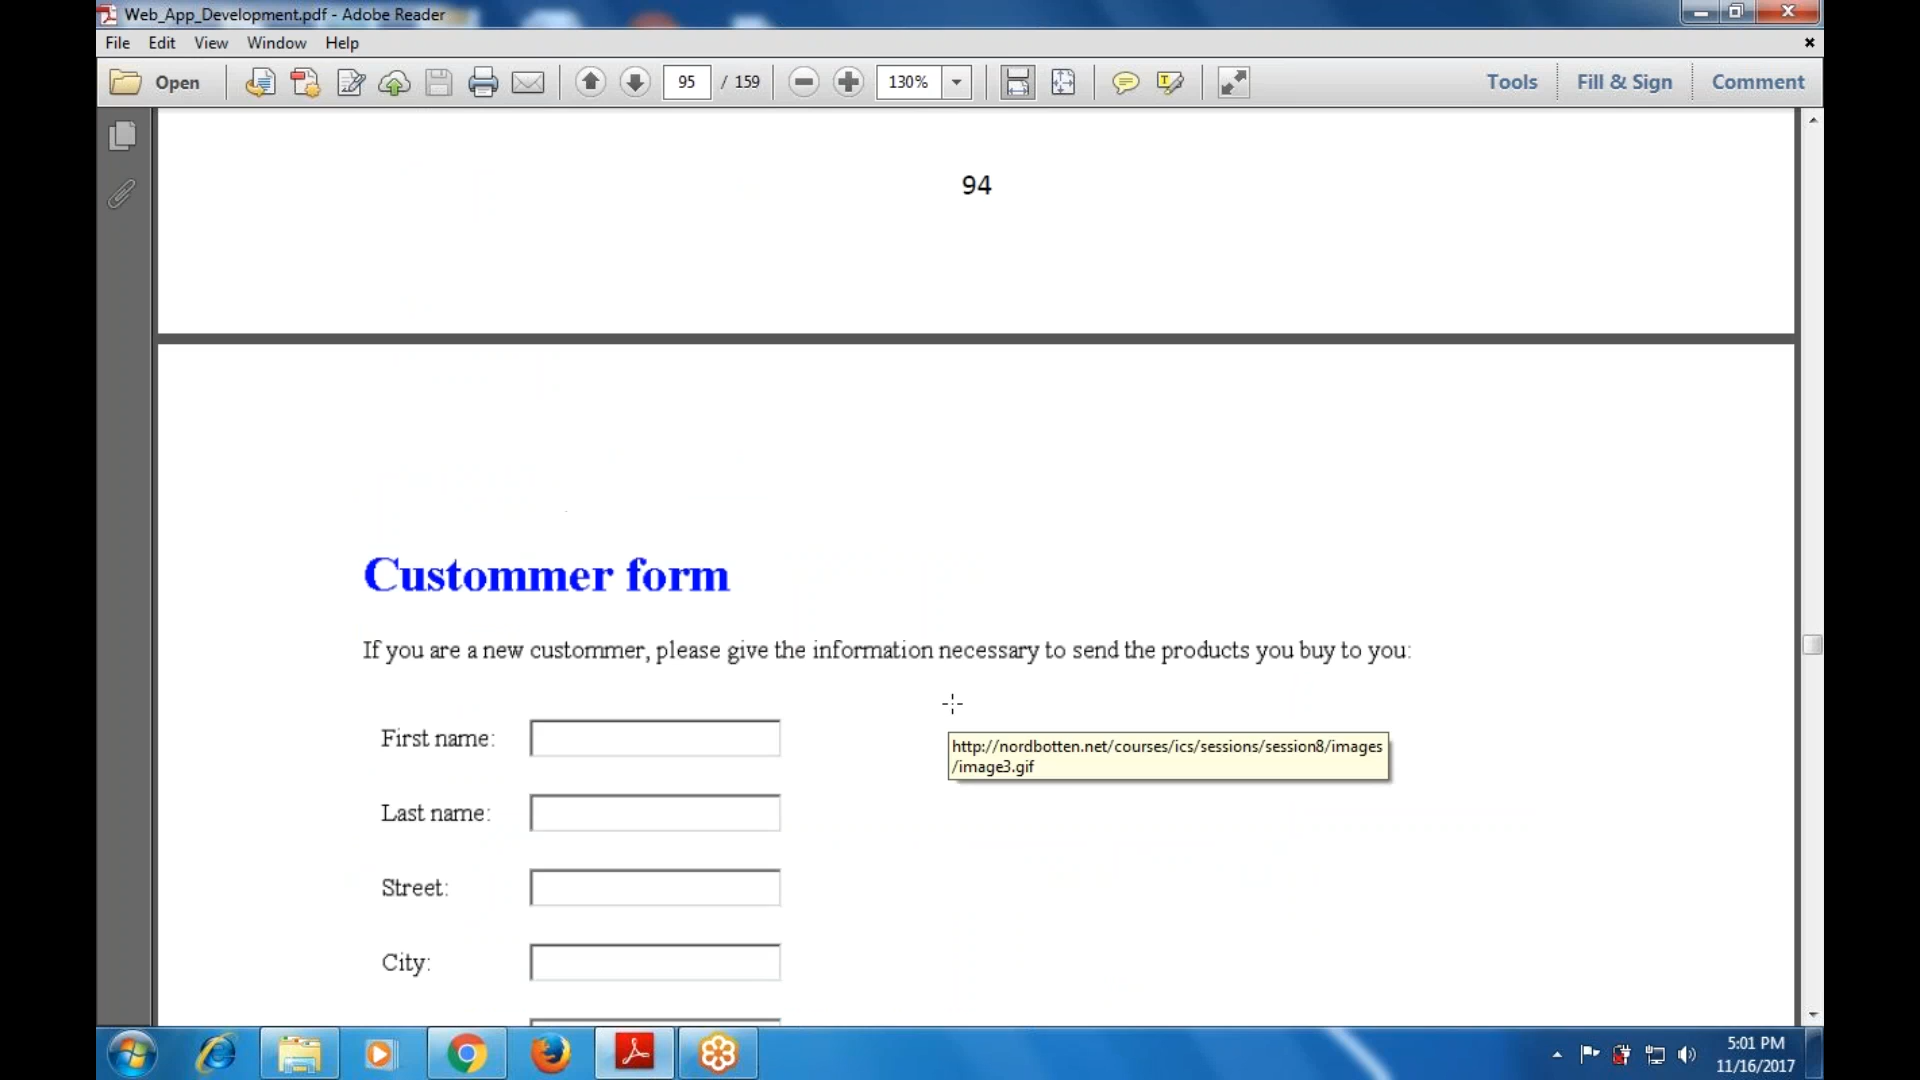 Web_App_Development.pdf - Adobe Reader
File Edit View Window Help
Open 95 / 159 130% Tools Fill & Sign Comment
94
Custommer form
If you are a new custommer, please give the information necessary to send the products you buy to you:
http://nordbotten.net/courses/ics/sessions/session8/images
/image3.gif
First name:
Last name:
Street:
City:
5:01 PM
11/16/2017